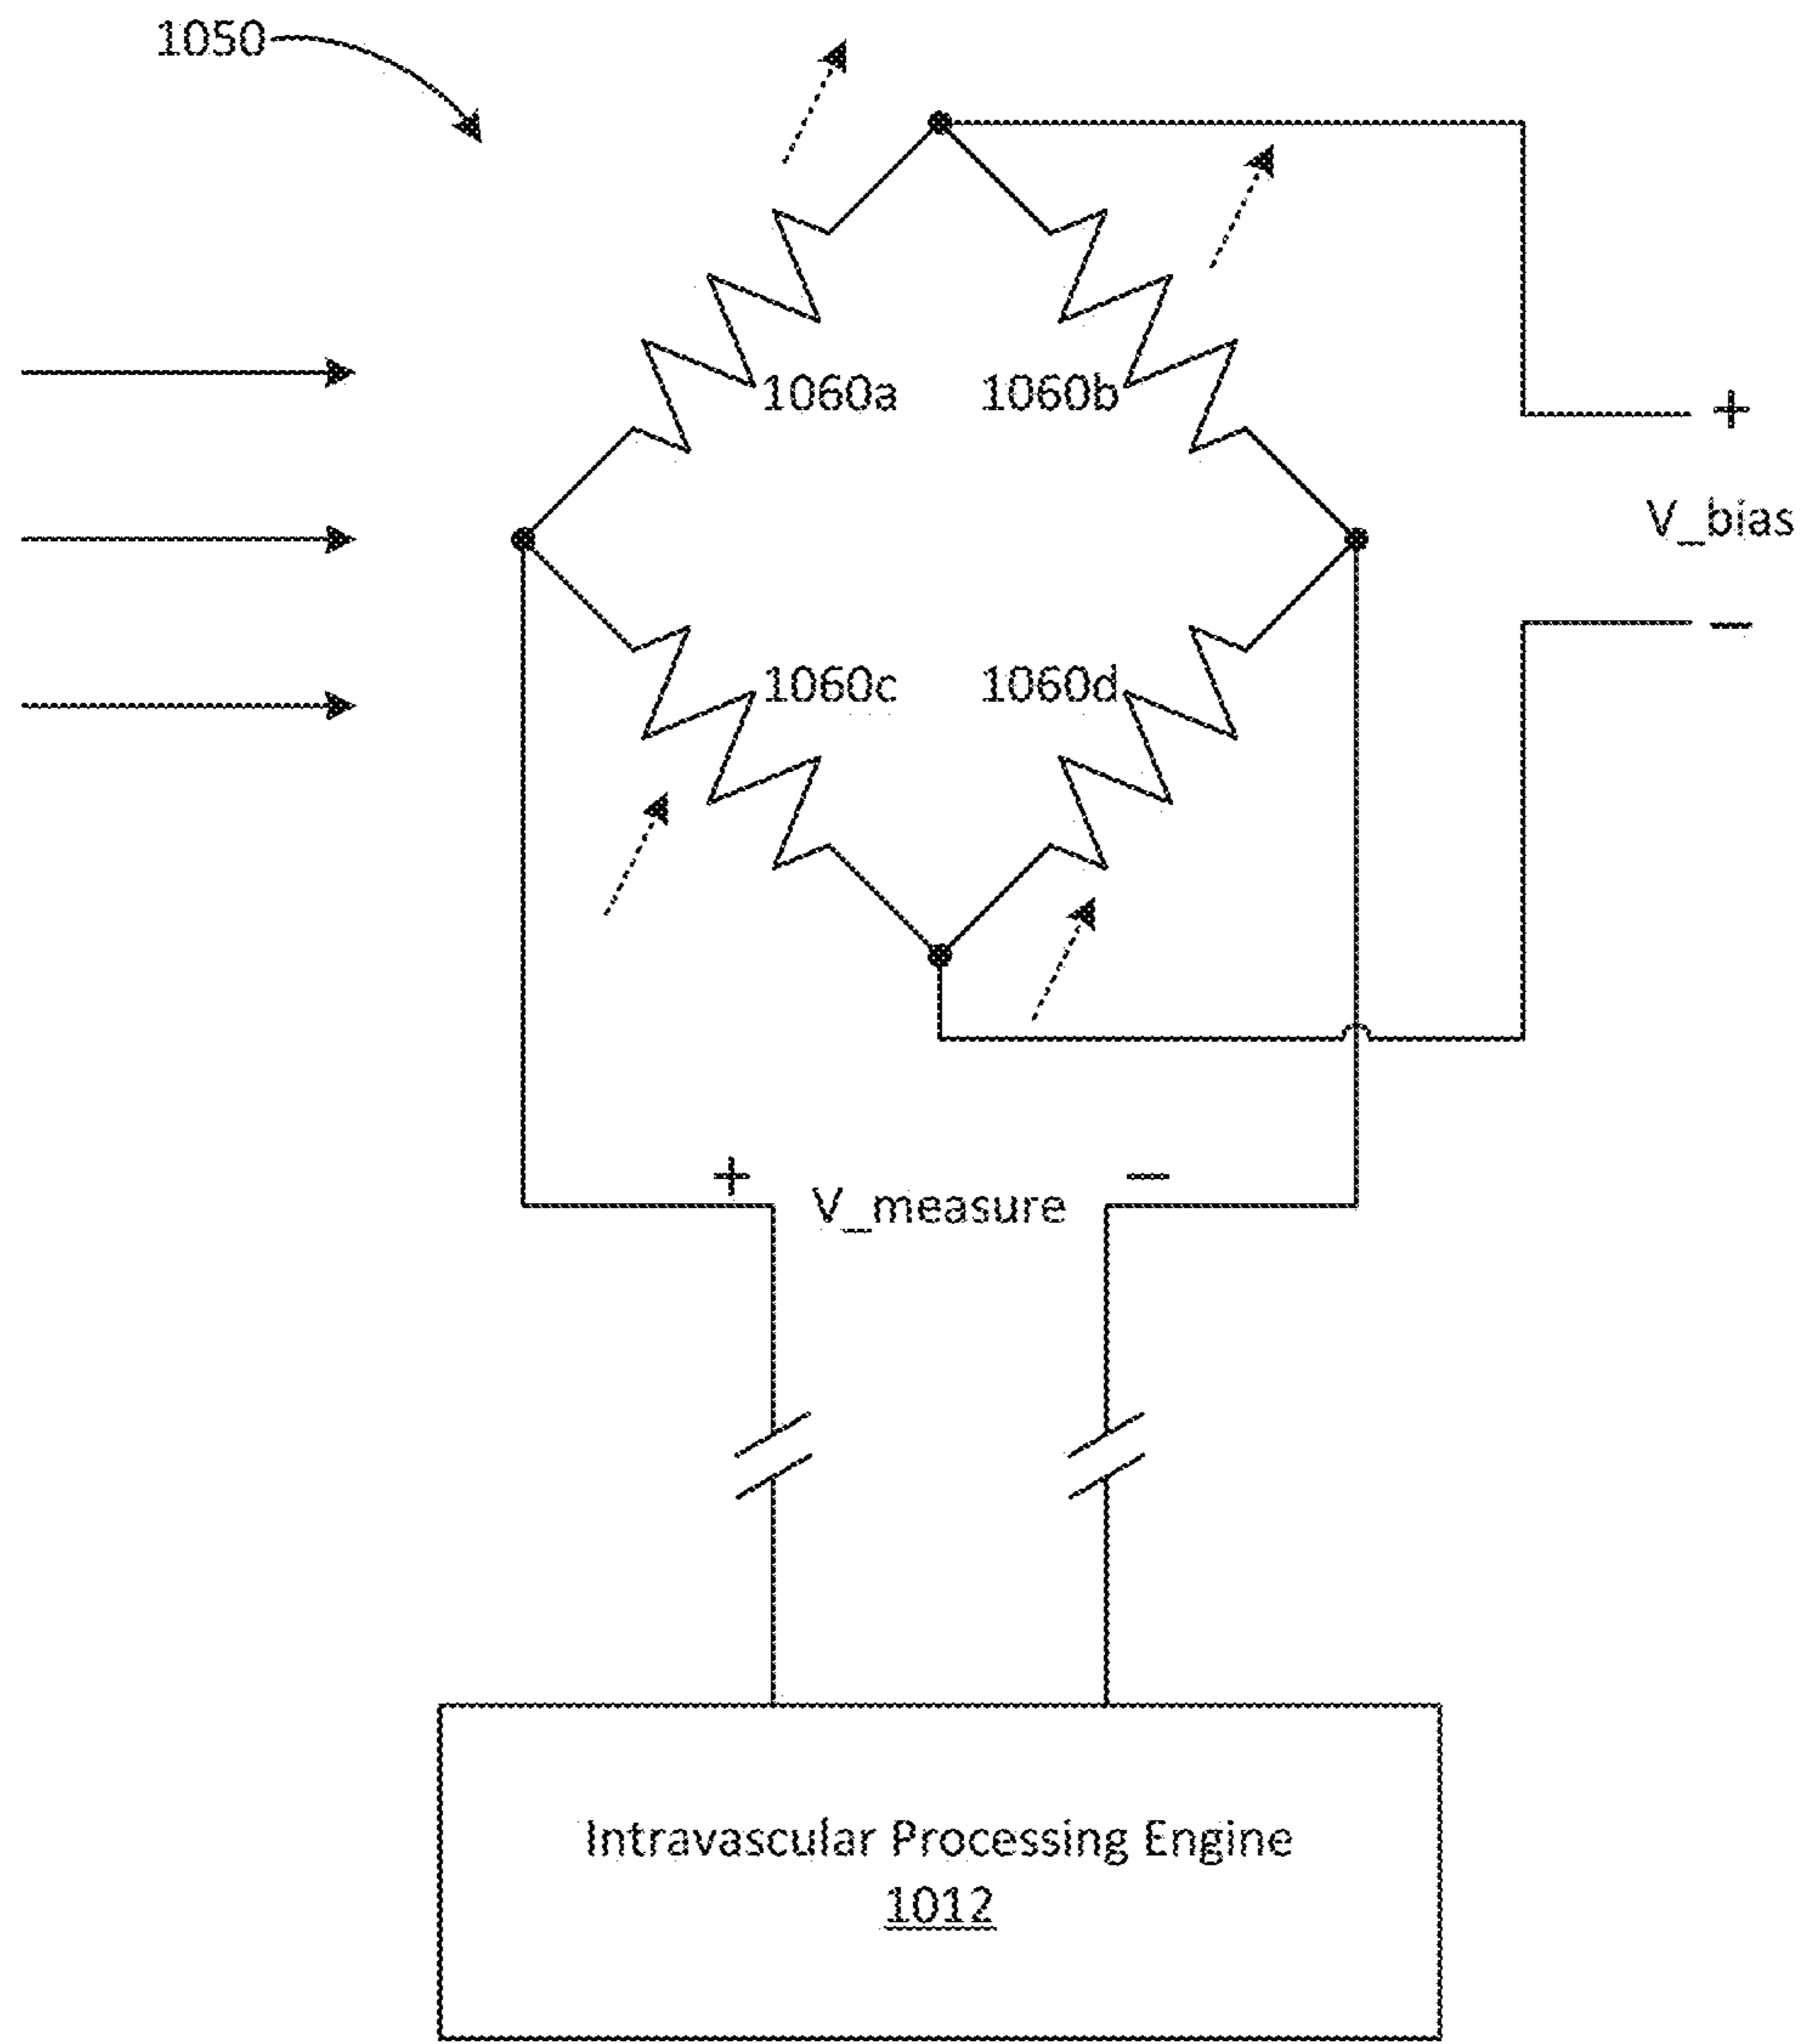 1050
1060a 1060b
+
V_bias
−
1060c 1060d
+ V_measure −
Intravascular Processing Engine
1012